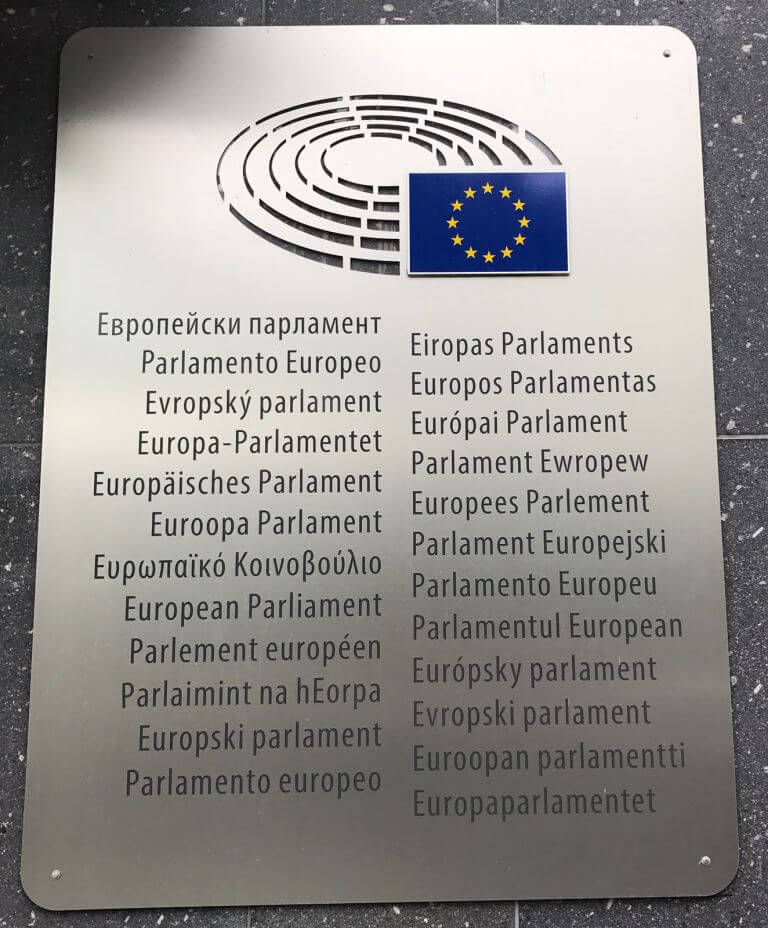 Европейски парламент
Parlamento Europeo
Evropský parlament
Europa-Parlamentet
Europäisches Parlament
Euroopa Parlament
Ευρωπαϊκό Κοινοβούλιο
European Parliament
Parlement européen
Parlaimint na hEorpa
Europski parlament
Parlamento europeo
Eiropas Parlaments
Europos Parlamentas
Európai Parlament
Parlament Ewropew
Europees Parlement
Parlament Europejski
Parlamento Europeu
Parlamentul European
Európsky parlament
Evropski parlament
Euroopan parlamentti
Europaparlamentet